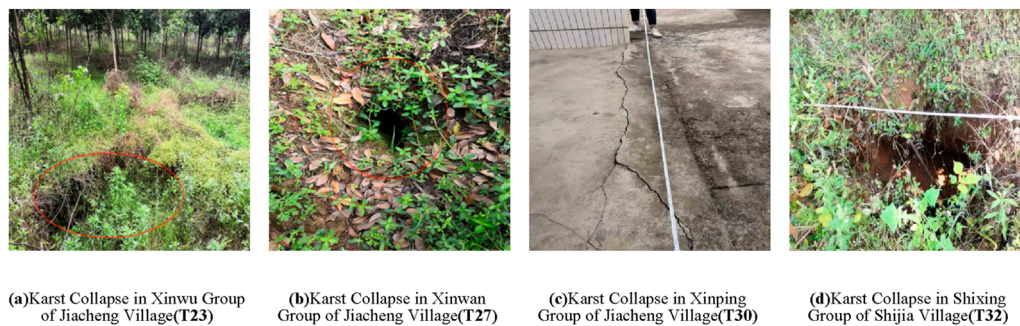 (a)Karst Collapse in Xinwu Group
of Jiacheng Village(T23)
(b)Karst Collapse in Xinwan
Group of Jiacheng Village(T27)
(c)Karst Collapse in Xinping
Group of Jiacheng Village(T30)
(d)Karst Collapse in Shixing
Group of Shijia Village(T32)